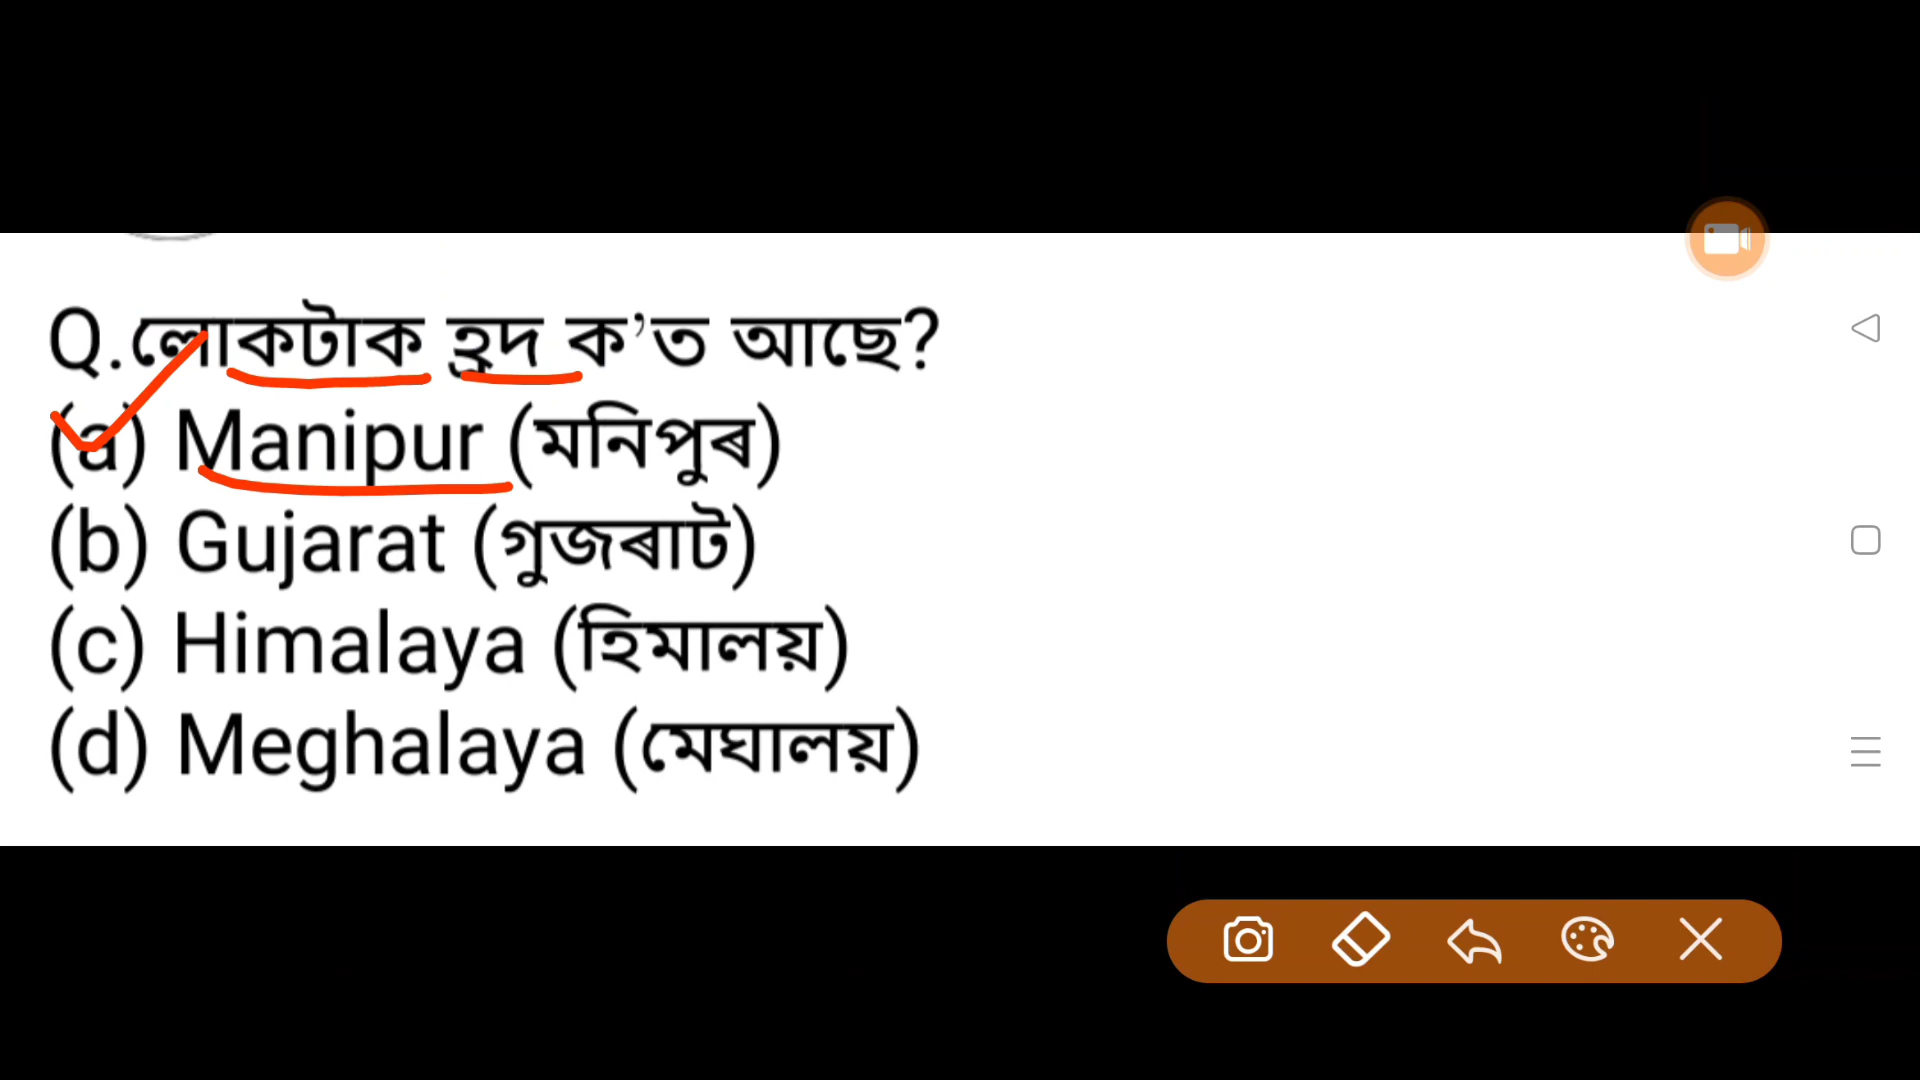 Q.লোকটাক হ্ৰদ ক’ত আছে?
(a) Manipur (মনিপুৰ)
(b) Gujarat (গুজৰাট)
(c) Himalaya (হিমালয়)
(d) Meghalaya (মেঘালয়)